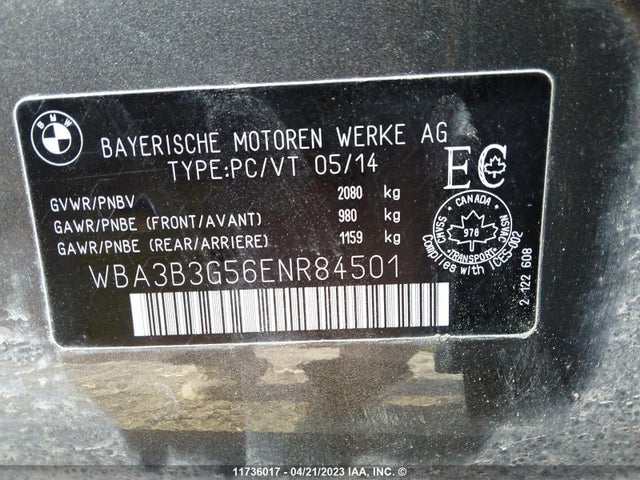 BMW
BAYERISCHE MOTOREN WERKE AG
TYPE:PC/VT 05/14
GVWR/PNBV 2080 kg
GAWR/PNBE (FRONT/AVANT) 980 kg
GAWR/PNBE (REAR/ARRIERE) 1159 kg
WBA3B3G56ENR84501
EC
CANADA
CMVSS
NSVAC
976
TRANSPORT
Complies with ICES-002
2 122 608
11736017 - 04/21/2023 IAA, INC. ©